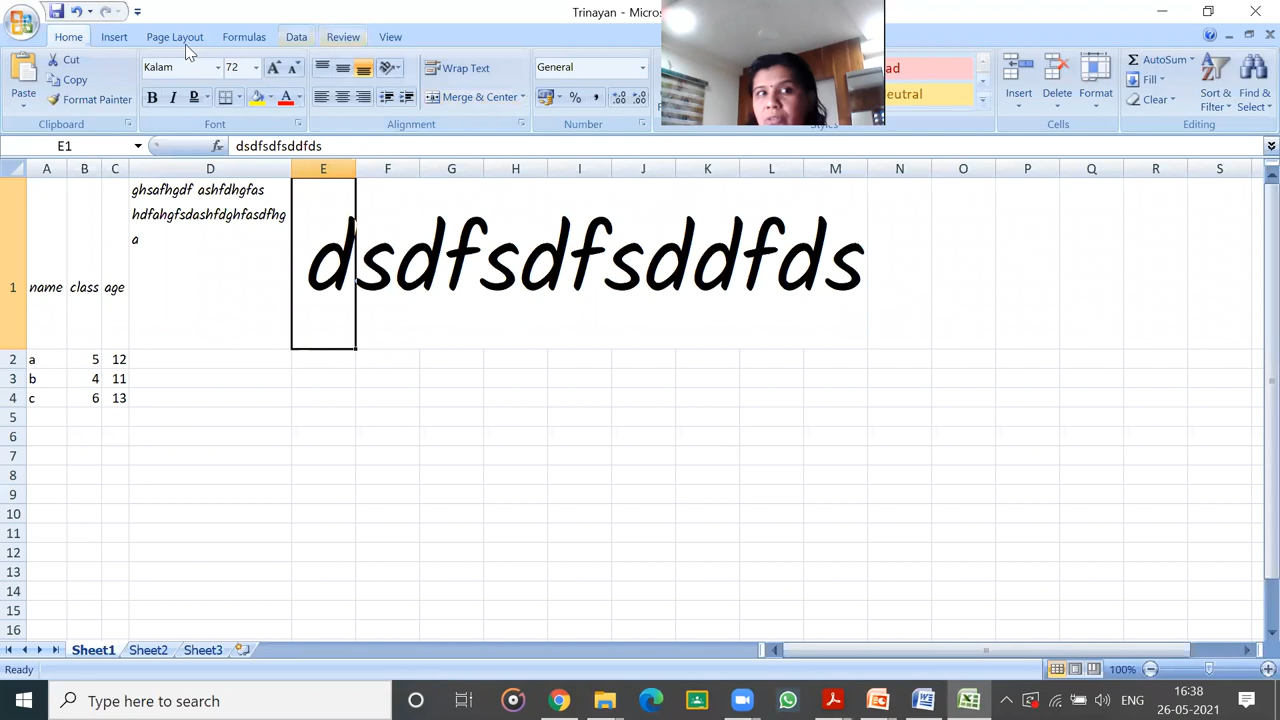 Trinayan - Micros
Home Insert Page Layout Formulas Data Review View
Paste Cut Copy Format Painter
Clipboard
Kalam 72
B I D
Font
Wrap Text
Merge & Center
Alignment
General
% ,
Number
ad
eutral
Styles
Insert Delete Format
Cells
AutoSum
Fill
Clear
Sort & Filter
Find & Select
Editing
E1 fx dsdfsdfsddfds
A B C D E F G H I J K L M N O P Q R S
ghsafhgdf ashfdhgfas
hdfahgfsdashfdghfasdfhg
a
1 name class age dsdfsdfsddfds
2 a 5 12
3 b 4 11
4 c 6 13
5
6
7
8
9
10
11
12
13
14
15
16
Sheet1 Sheet2 Sheet3
Ready 100%
Type here to search ENG 16:38
26-05-2021